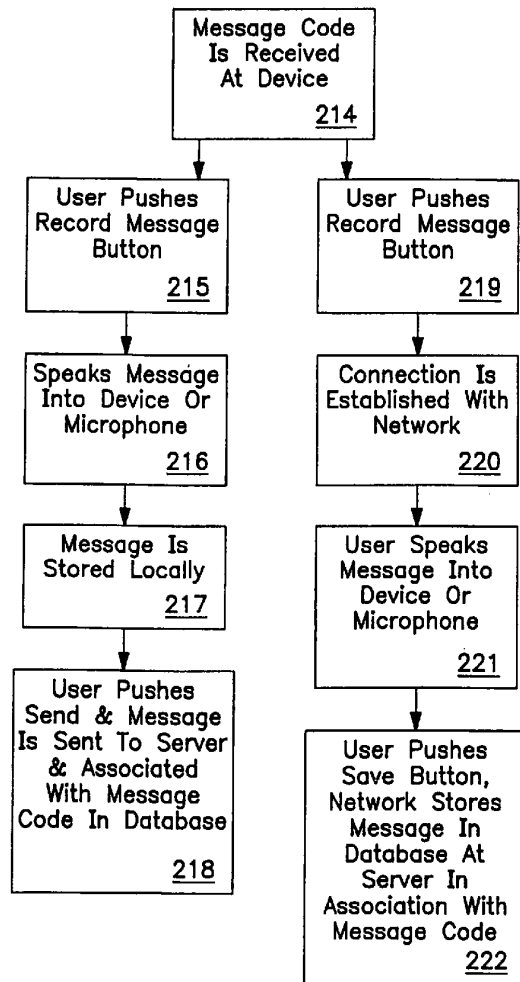 Message Code
Is Received
At Device
214
User Pushes
Record Message
Button
215
Speaks Message
Into Device Or
Microphone
216
Message Is
Stored Locally
217
User Pushes
Send & Message
Is Sent To Server
& Associated
With Message
Code In Database
218
User Pushes
Record Message
Button
219
Connection Is
Established With
Network
220
User Speaks
Message Into
Device Or
Microphone
221
User Pushes
Save Button,
Network Stores
Message In
Database At
Server In
Association With
Message Code
222